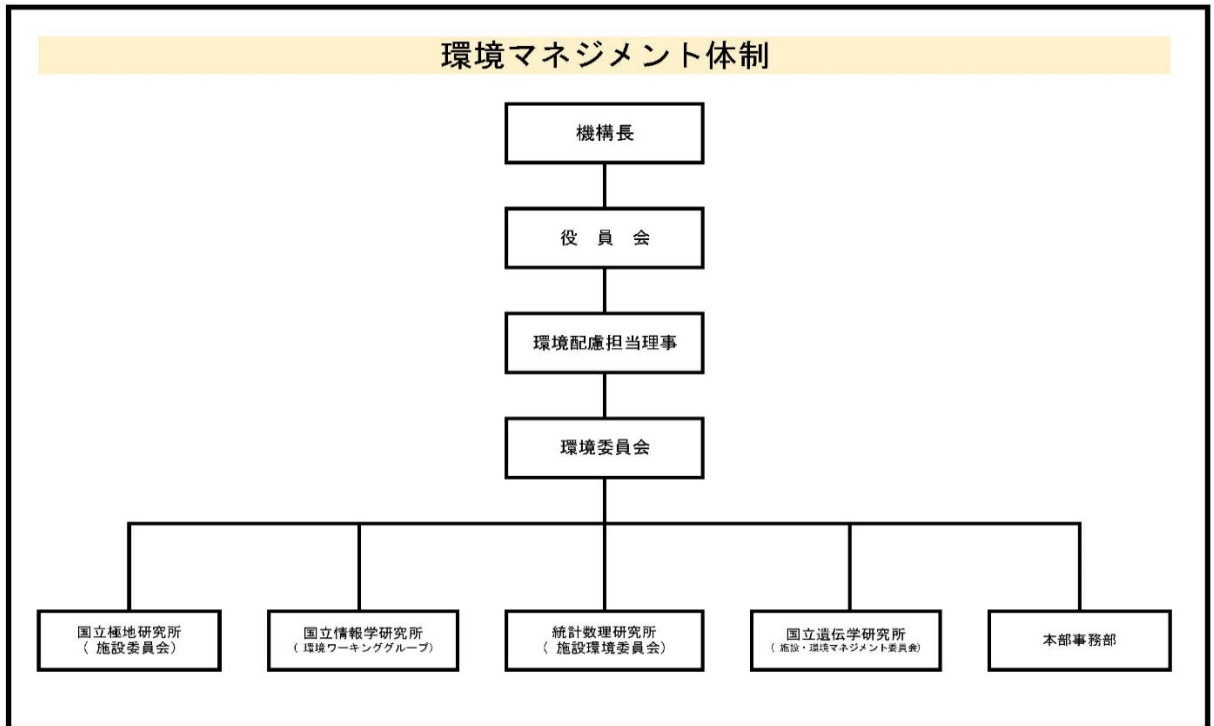 環境マネジメント体制
機構長
役 員 会
環境配慮担当理事
環境委員会
国立極地研究所
( 施設委員会)
国立情報学研究所
( 環境ワーキンググループ)
統計数理研究所
( 施設環境委員会)
国立遺伝学研究所
( 施設・環境マネジメント委員会)
本部事務部